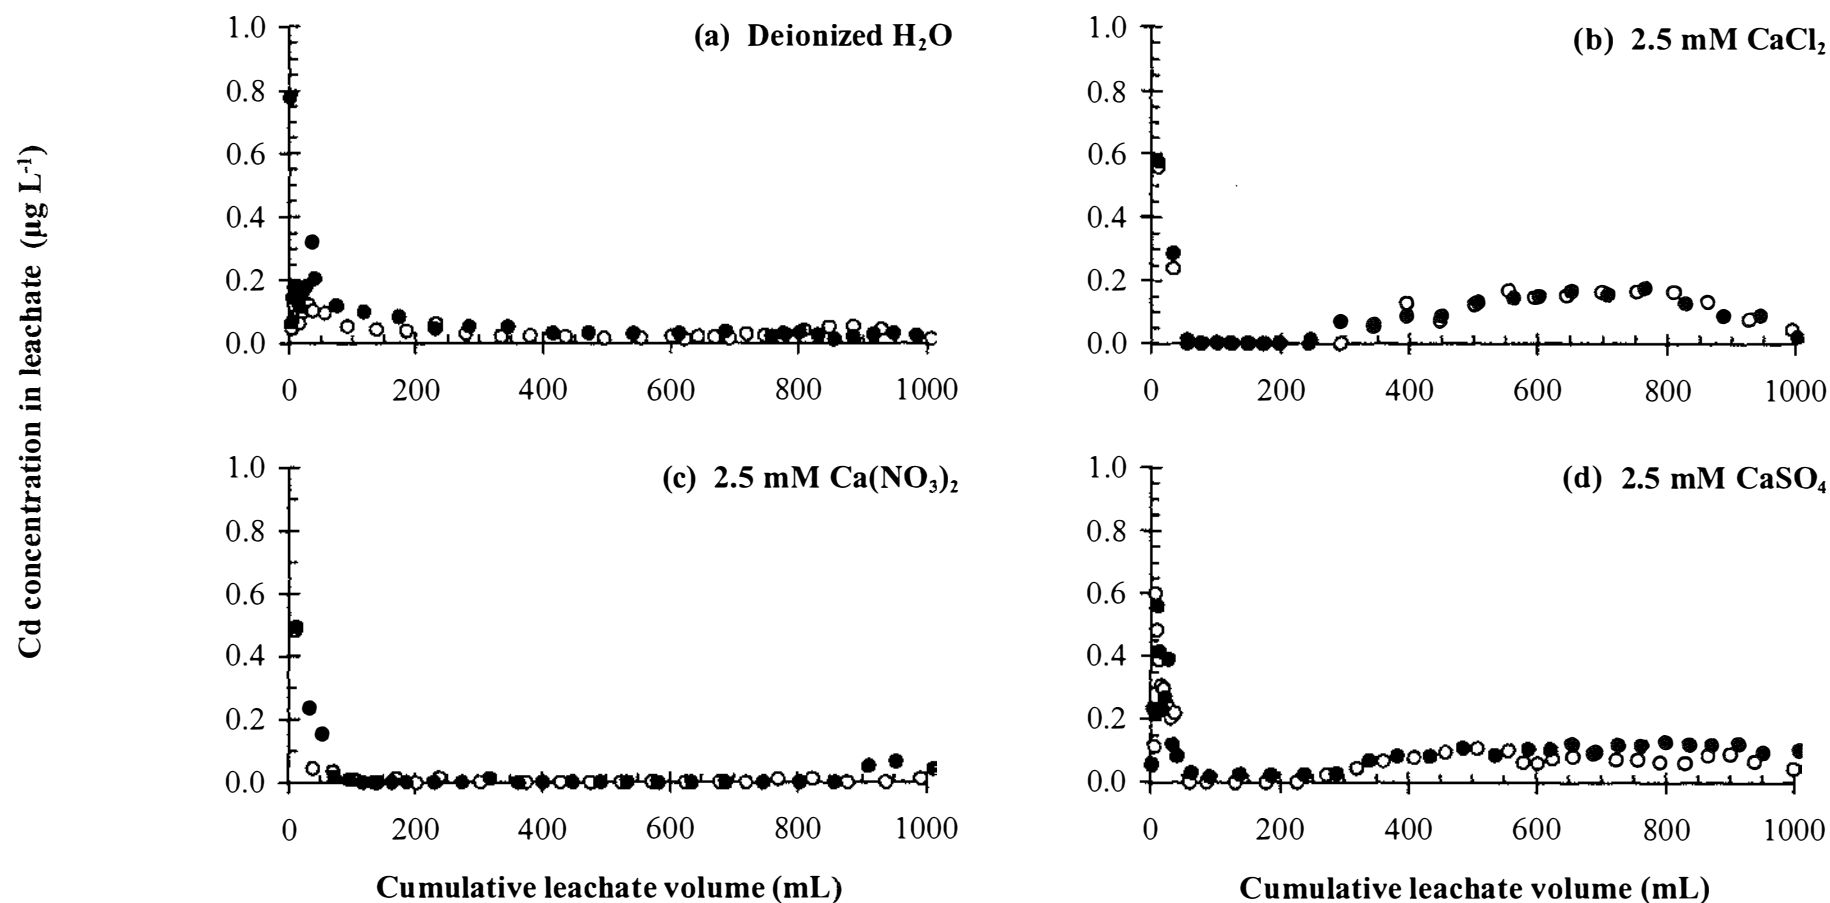 Cd concentration in leachate (µg L⁻¹)
(a) Deionized H₂O
1.0
0.8
0.6
0.4
0.2
0.0
0 200 400 600 800 1000
(b) 2.5 mM CaCl₂
1.0
0.8
0.6
0.4
0.2
0.0
0 200 400 600 800 1000
(c) 2.5 mM Ca(NO₃)₂
1.0
0.8
0.6
0.4
0.2
0.0
0 200 400 600 800 1000
Cumulative leachate volume (mL)
(d) 2.5 mM CaSO₄
1.0
0.8
0.6
0.4
0.2
0.0
0 200 400 600 800 1000
Cumulative leachate volume (mL)